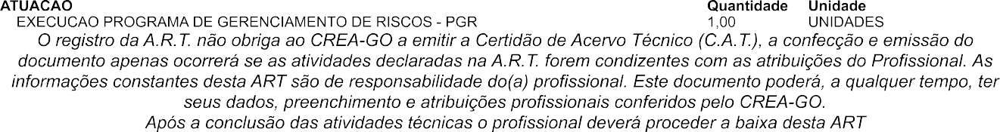 ATUACAO Quantidade Unidade
EXECUCAO PROGRAMA DE GERENCIAMENTO DE RISCOS - PGR 1,00 UNIDADES
O registro da A.R.T. não obriga ao CREA-GO a emitir a Certidão de Acervo Técnico (C.A.T.), a confecção e emissão do
documento apenas ocorrerá se as atividades declaradas na A.R.T. forem condizentes com as atribuições do Profissional. As
informações constantes desta ART são de responsabilidade do(a) profissional. Este documento poderá, a qualquer tempo, ter
seus dados, preenchimento e atribuições profissionais conferidos pelo CREA-GO.
Após a conclusão das atividades técnicas o profissional deverá proceder a baixa desta ART